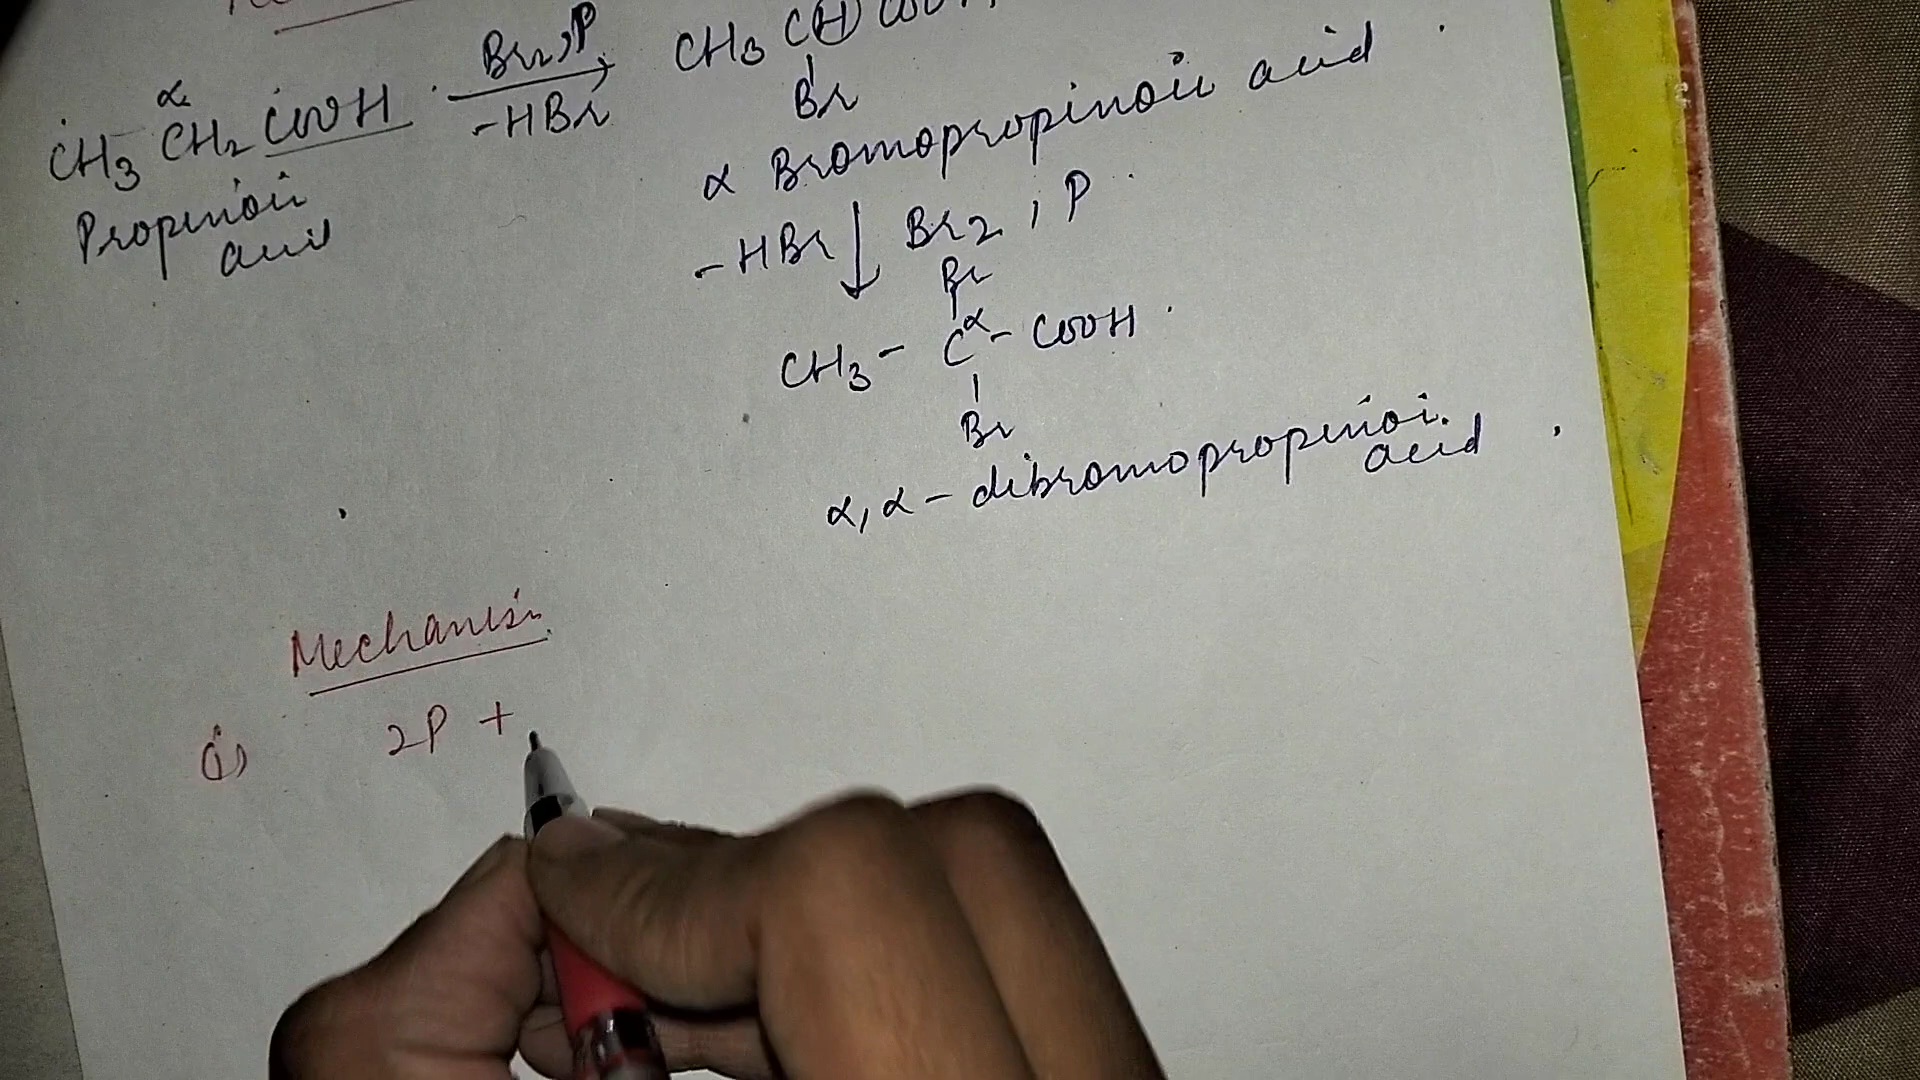 CH3 CH COOH
Br
α
CH3 CH2 COOH Br2, P -HBr
Propinoic acid
α Bromopropinoic acid
-HBr Br2, P
Br
CH3 - Cα - COOH
Br
α, α - dibromopropinoic acid
Mechanism
(i) 2P +